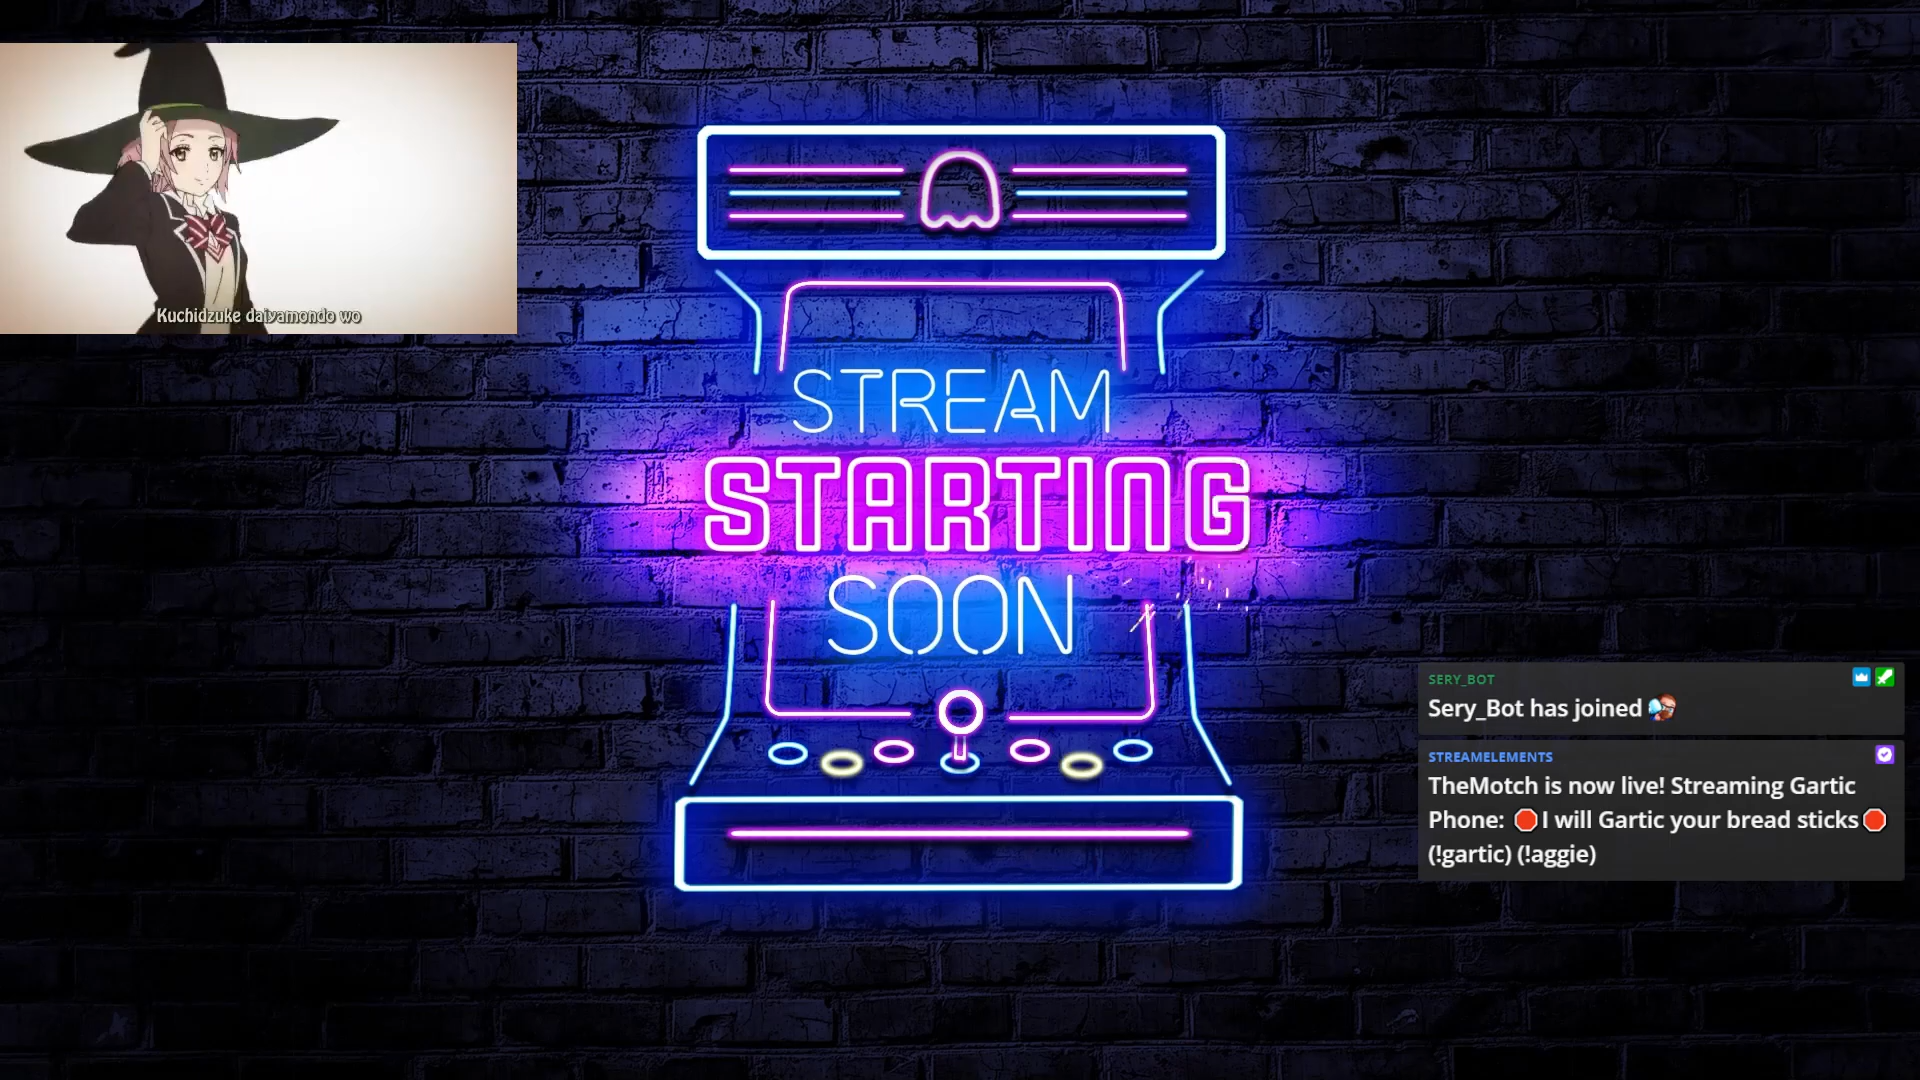 Kuchidzuke daiyamondo wo
STREAM
STARTING
SOON
SERY_BOT
Sery_Bot has joined
STREAMELEMENTS
TheMotch is now live! Streaming Gartic
Phone: 🛑I will Gartic your bread sticks🛑
(!gartic) (!aggie)